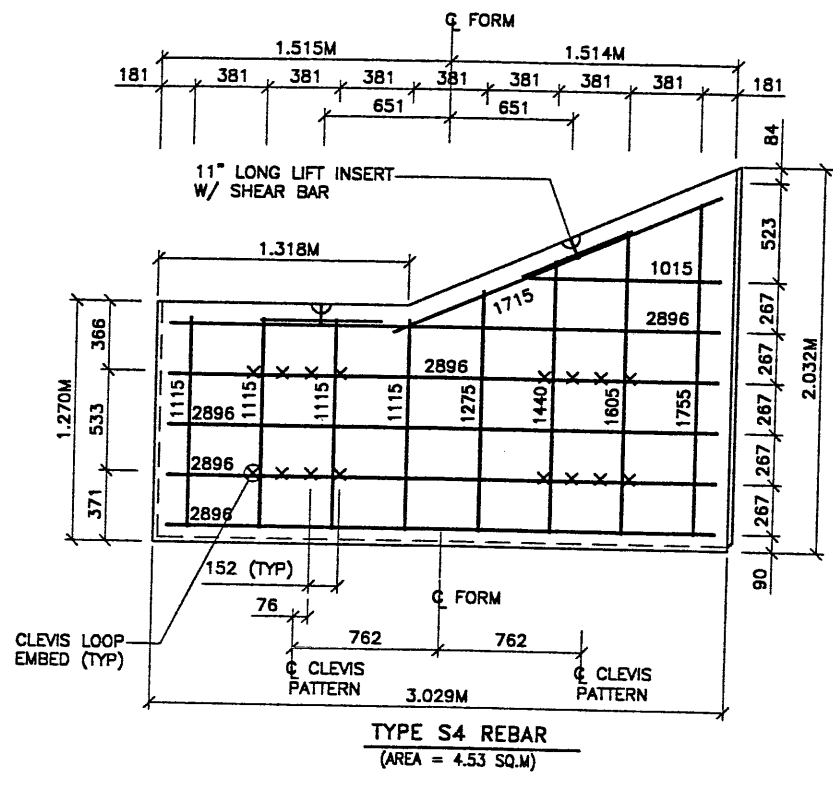 ℄ FORM
1.515M 1.514M
181 381 381 381 381 381 381 381 181
651 651
84
11" LONG LIFT INSERT
W/ SHEAR BAR
523
1.318M
1015
1715
267
2896
366
2896
267
2.032M
1.270M
1115 1115 1115 1115 1275 1440 1605 1755
267
533
2896
2896
267
371
2896
267
152 (TYP)
90
76
℄ FORM
CLEVIS LOOP
EMBED (TYP)
762 762
℄ CLEVIS
PATTERN
℄ CLEVIS
PATTERN
3.029M
TYPE S4 REBAR
(AREA = 4.53 SQ.M)